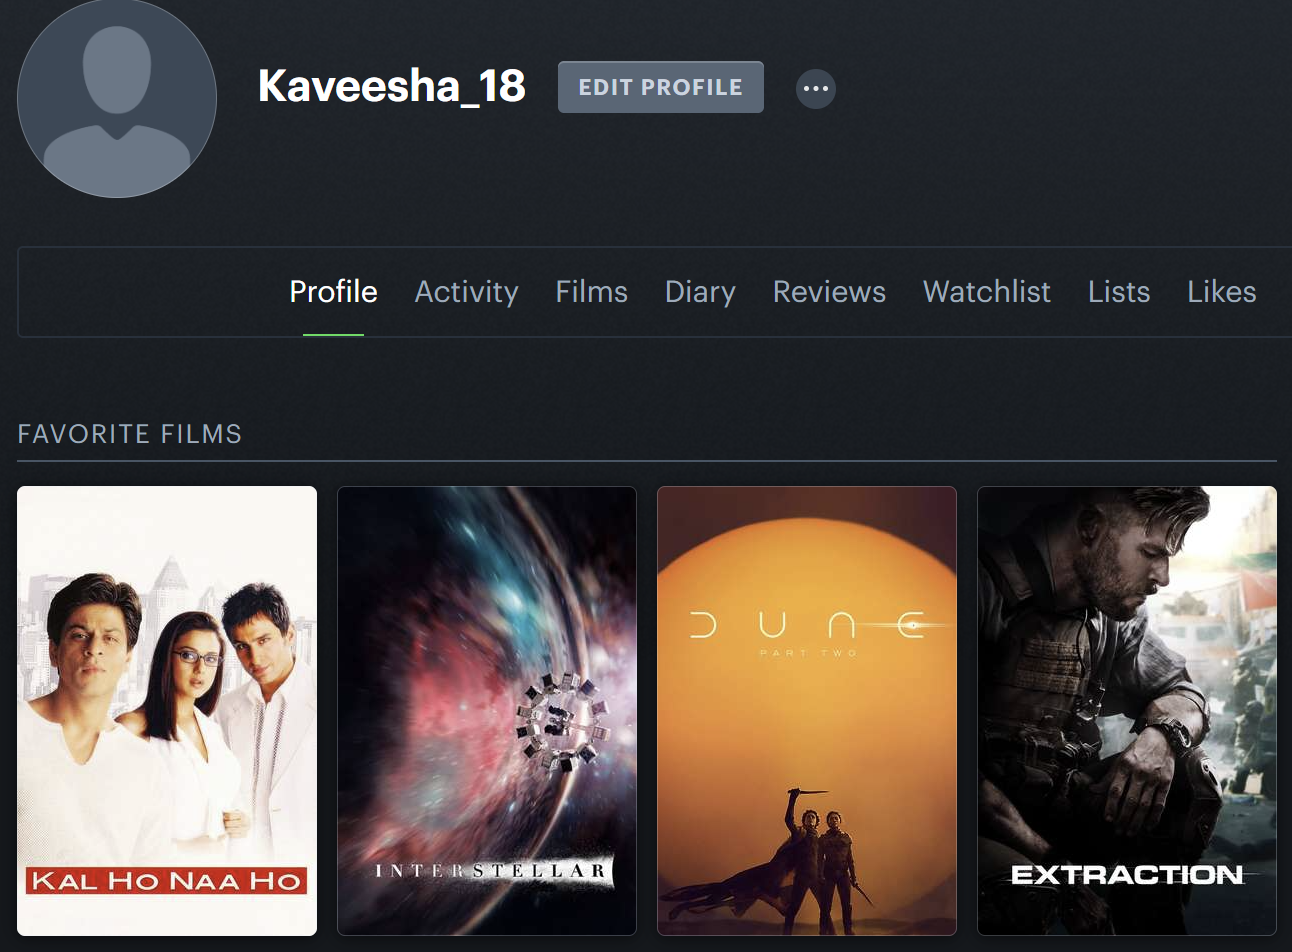 Kaveesha_18 EDIT PROFILE
Profile Activity Films Diary Reviews Watchlist Lists Likes
FAVORITE FILMS
KAL HO NAA HO
INTERSTELLAR
DUNE
PART TWO
EXTRACTION